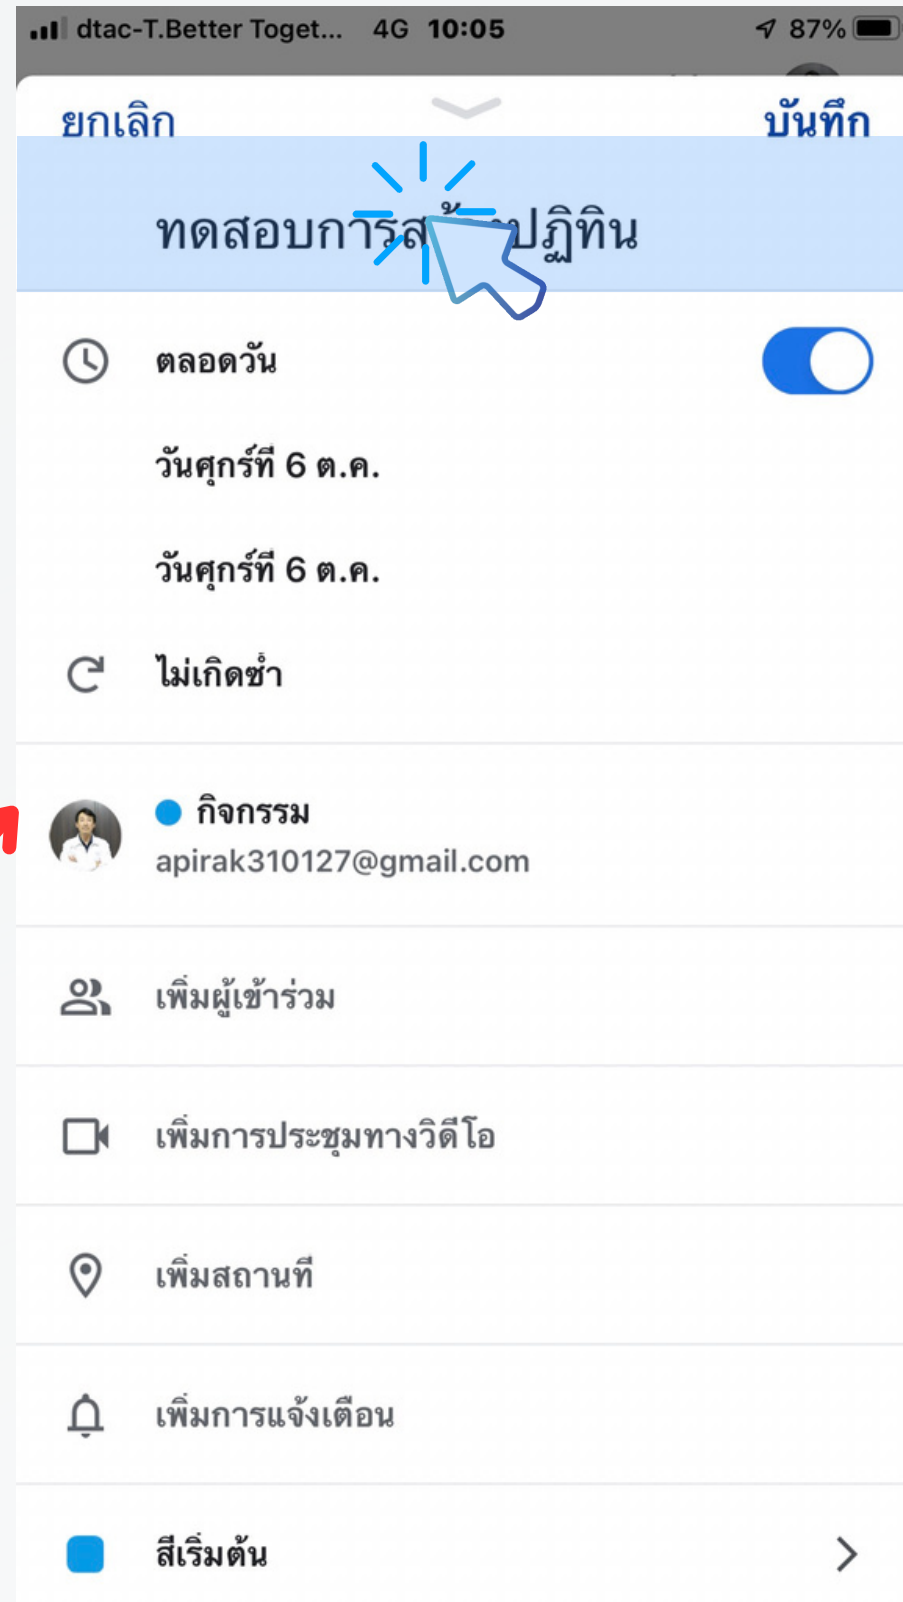 dtac-T.Better Toget... 4G 10:05 87%
ยกเลิก บันทึก
ทดสอบการส ปฏิทิน
ตลอดวัน
วันศุกร์ที่ 6 ต.ค.
วันศุกร์ที่ 6 ต.ค.
ไม่เกิดซ้ำ
กิจกรรม
apirak310127@gmail.com
เพิ่มผู้เข้าร่วม
เพิ่มการประชุมทางวิดีโอ
เพิ่มสถานที่
เพิ่มการแจ้งเตือน
สีเริ่มต้น